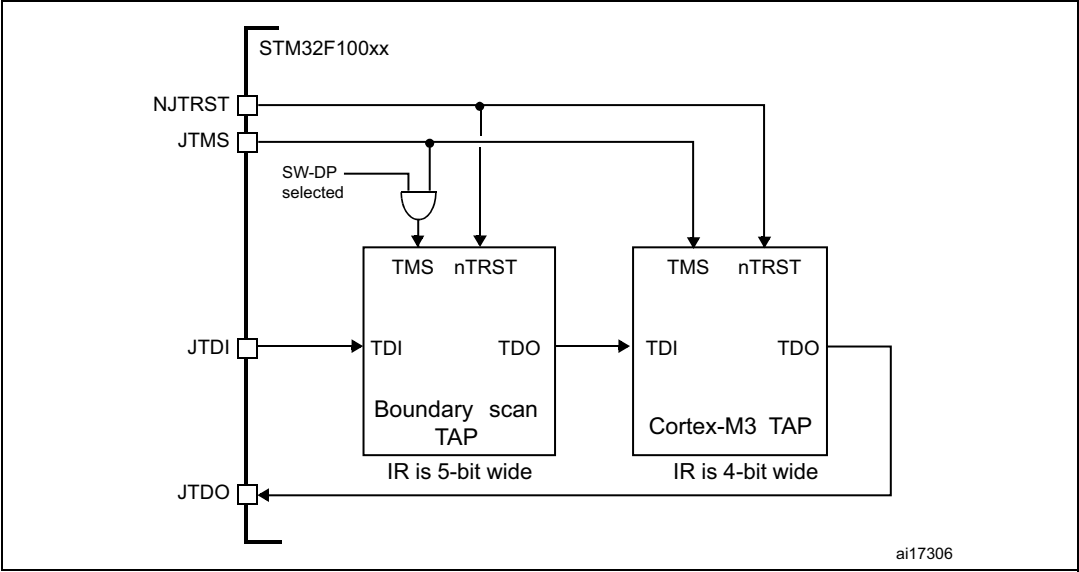 STM32F100xx
NJTRST
JTMS
SW-DP
selected
TMS nTRST
TMS nTRST
JTDI
TDI TDO
TDI TDO
Boundary scan
TAP
Cortex-M3 TAP
IR is 5-bit wide
IR is 4-bit wide
JTDO
ai17306